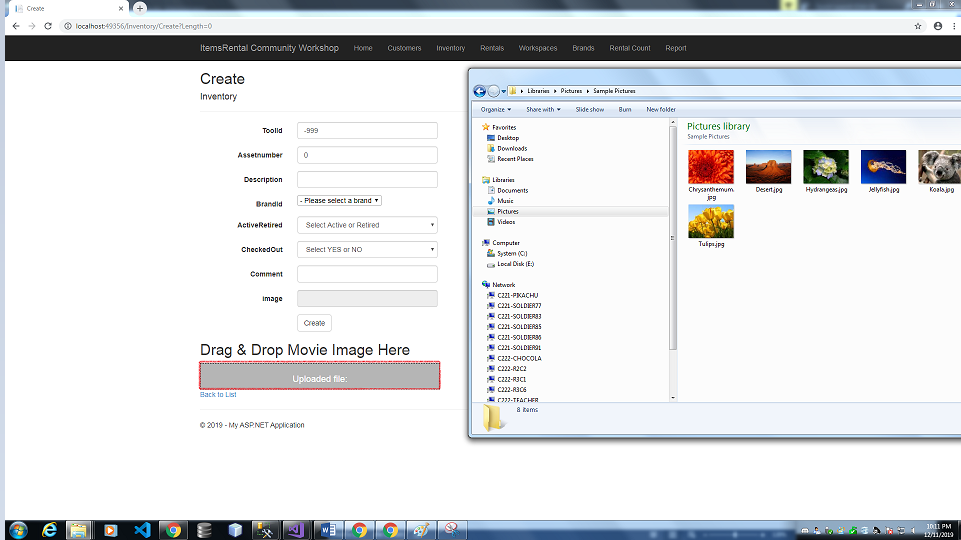 Create
localhost:49356/Inventory/Create?Length=0
ItemsRental Community Workshop Home Customers Inventory Rentals Workspaces Brands Rental Count Report
Create
Inventory
ToolId -999
Assetnumber 0
Description
BrandId - Please select a brand
ActiveRetired Select Active or Retired
CheckedOut Select YES or NO
Comment
image
Create
Drag & Drop Movie Image Here
Uploaded file:
Back to List
© 2019 - My ASP.NET Application
Libraries Pictures Sample Pictures
Organize Share with Slide show Burn New folder
Favorites
Desktop
Downloads
Recent Places
Libraries
Documents
Music
Pictures
Videos
Computer
System (C:)
Local Disk (E:)
Network
C221-PIKACHU
C221-SOLDIER77
C221-SOLDIER83
C221-SOLDIER85
C221-SOLDIER86
C221-SOLDIER91
C222-CHOCOLA
C222-R2C2
C222-R3C1
C222-R3C6
C222-TEACHER
Pictures library
Sample Pictures
Chrysanthemum.jpg
Desert.jpg
Hydrangeas.jpg
Jellyfish.jpg
Koala.jpg
Tulips.jpg
8 items
10:11 PM
12/11/2019